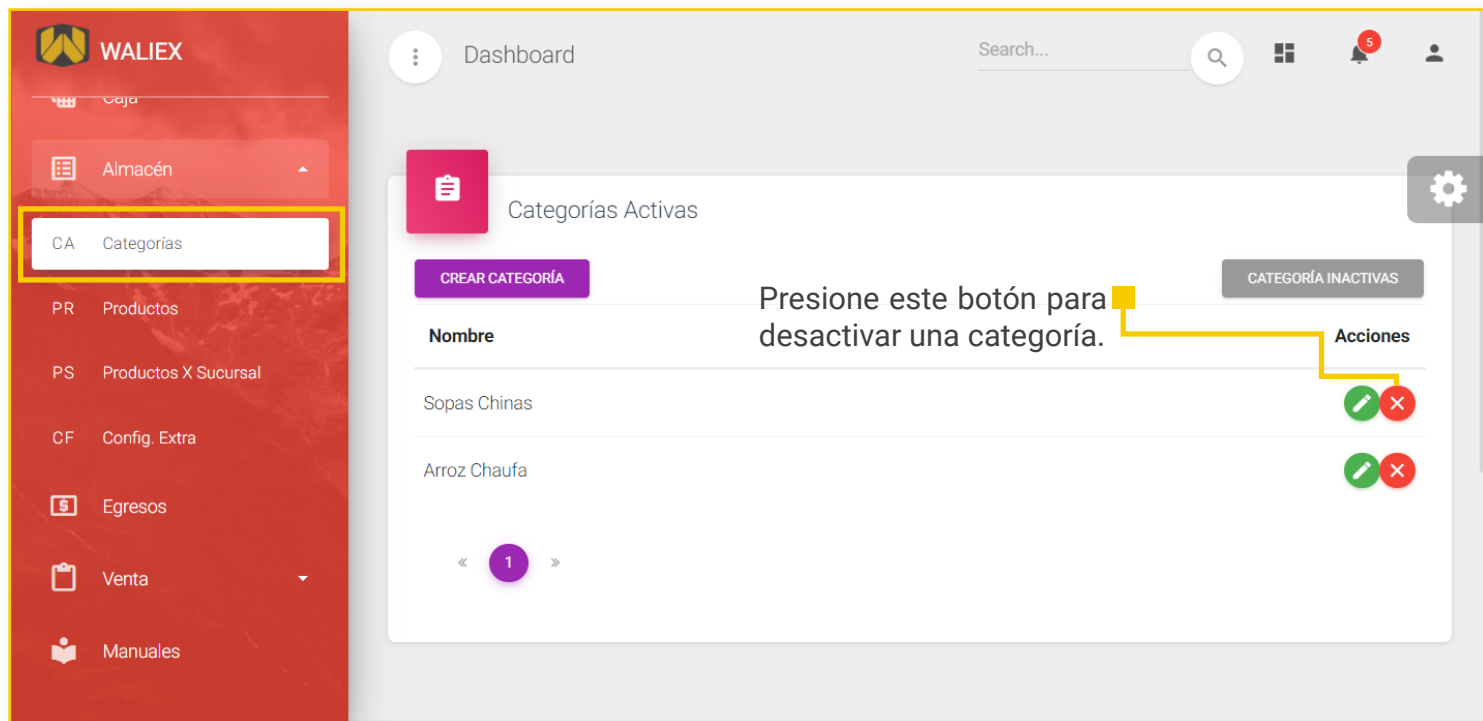 WALIEX
Caja
Almacén
CA Categorías
PR Productos
PS Productos X Sucursal
CF Config. Extra
Egresos
Venta
Manuales
Dashboard
Search...
5
Categorías Activas
CREAR CATEGORÍA
CATEGORÍA INACTIVAS
Presione este botón para
desactivar una categoría.
Nombre
Acciones
Sopas Chinas
Arroz Chaufa
« 1 »